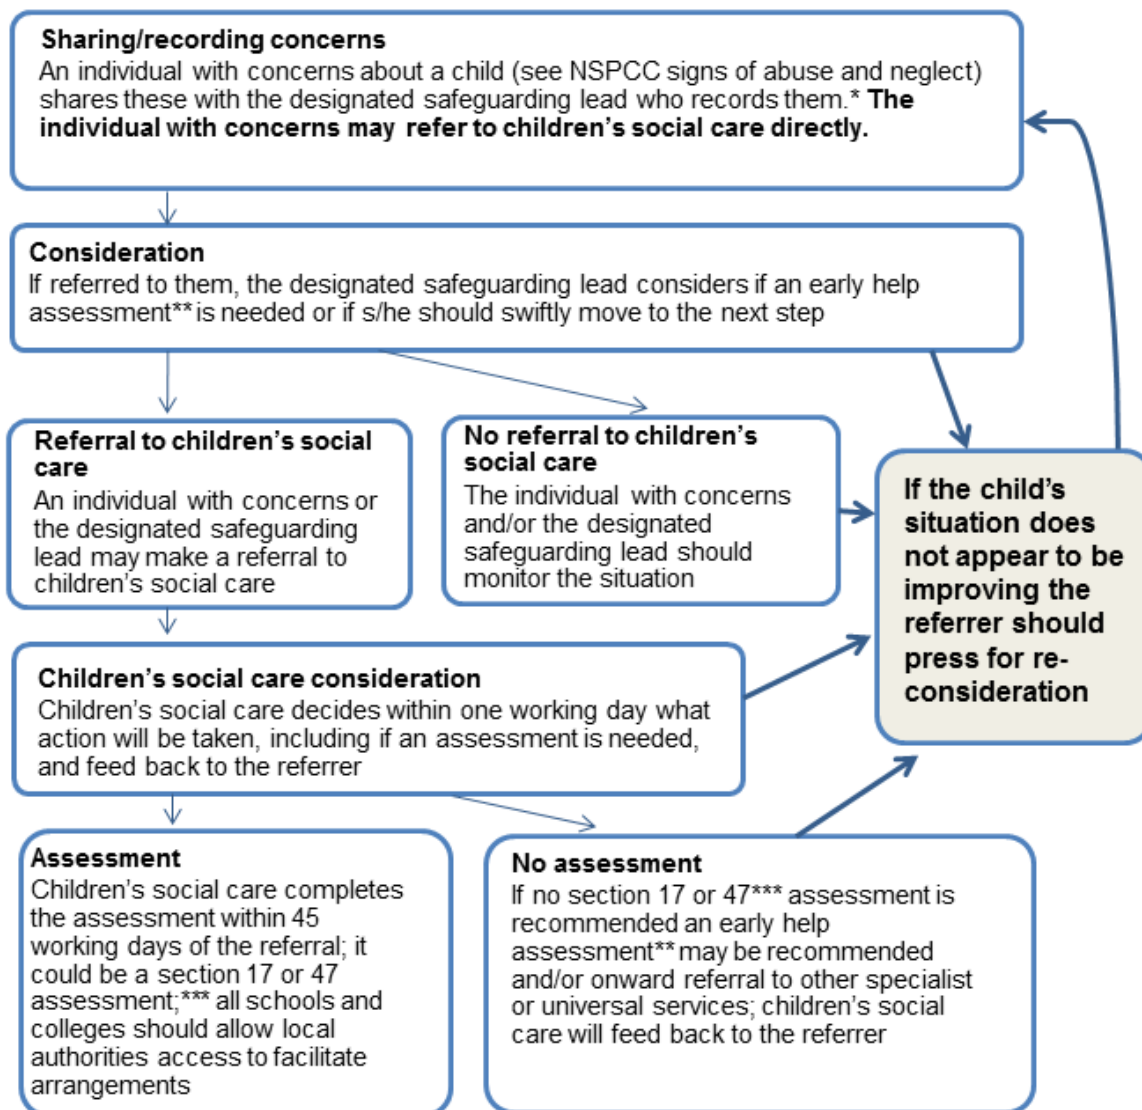 Sharing/recording concerns
An individual with concerns about a child (see NSPCC signs of abuse and neglect)
shares these with the designated safeguarding lead who records them.* The
individual with concerns may refer to children's social care directly.
Consideration
If referred to them, the designated safeguarding lead considers if an early help
assessment** is needed or if s/he should swiftly move to the next step
Referral to children's social
care
An individual with concerns or
the designated safeguarding
lead may make a referral to
children's social care
No referral to children's
social care
The individual with concerns
and/or the designated
safeguarding lead should
monitor the situation
If the child's
situation does
not appear to be
improving the
referrer should
press for re-
consideration
Children's social care consideration
Children's social care decides within one working day what
action will be taken, including if an assessment is needed,
and feed back to the referrer
Assessment
Children's social care completes
the assessment within 45
working days of the referral; it
could be a section 17 or 47
assessment;*** all schools and
colleges should allow local
authorities access to facilitate
arrangements
No assessment
If no section 17 or 47*** assessment is
recommended an early help
assessment** may be recommended
and/or onward referral to other specialist
or universal services; children's social
care will feed back to the referrer